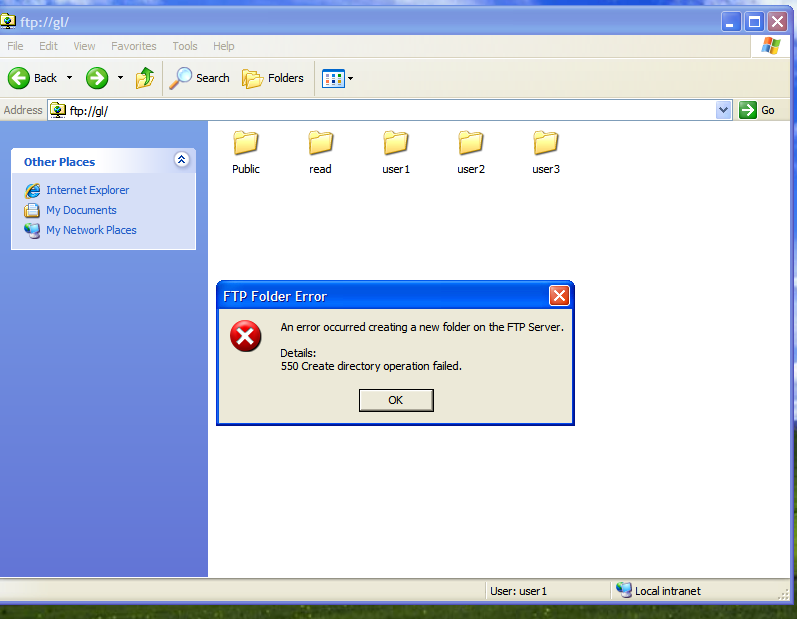 ftp://gl/
File Edit View Favorites Tools Help
Back Search Folders
Address ftp://gl/ Go
Other Places
Internet Explorer
My Documents
My Network Places
Public read user1 user2 user3
FTP Folder Error
An error occurred creating a new folder on the FTP Server.
Details:
550 Create directory operation failed.
OK
User: user1 Local intranet